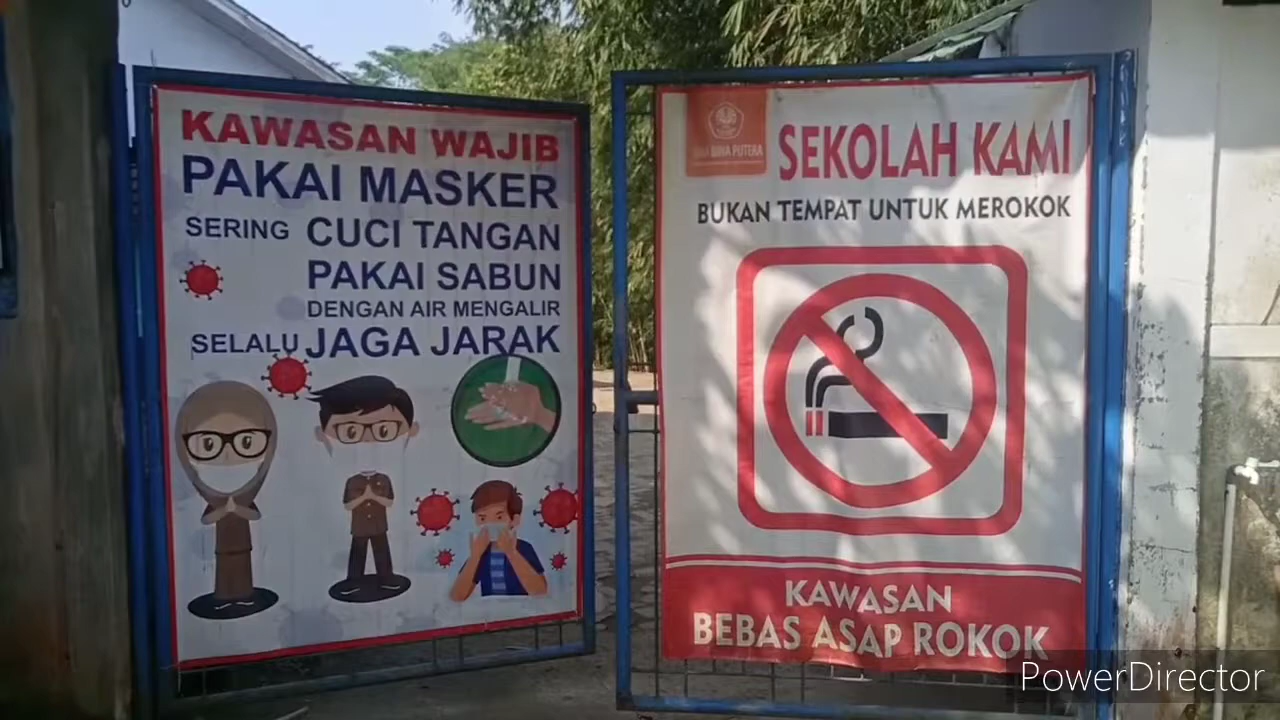 KAWASAN WAJIB
PAKAI MASKER
SERING CUCI TANGAN
PAKAI SABUN
DENGAN AIR MENGALIR
SELALU JAGA JARAK
BINA PUTERA
SEKOLAH KAMI
BUKAN TEMPAT UNTUK MEROKOK
KAWASAN
BEBAS ASAP ROKOK
PowerDirector